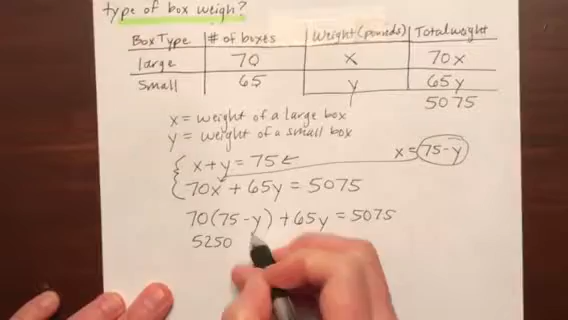 type of box weigh?
Box Type # of boxes Weight (pounds) Total weight
large 70 x 70x
small 65 y 65y
5075
x = weight of a large box
y = weight of a small box
x + y = 75 x = 75 - y
70x + 65y = 5075
70(75 - y) + 65y = 5075
5250